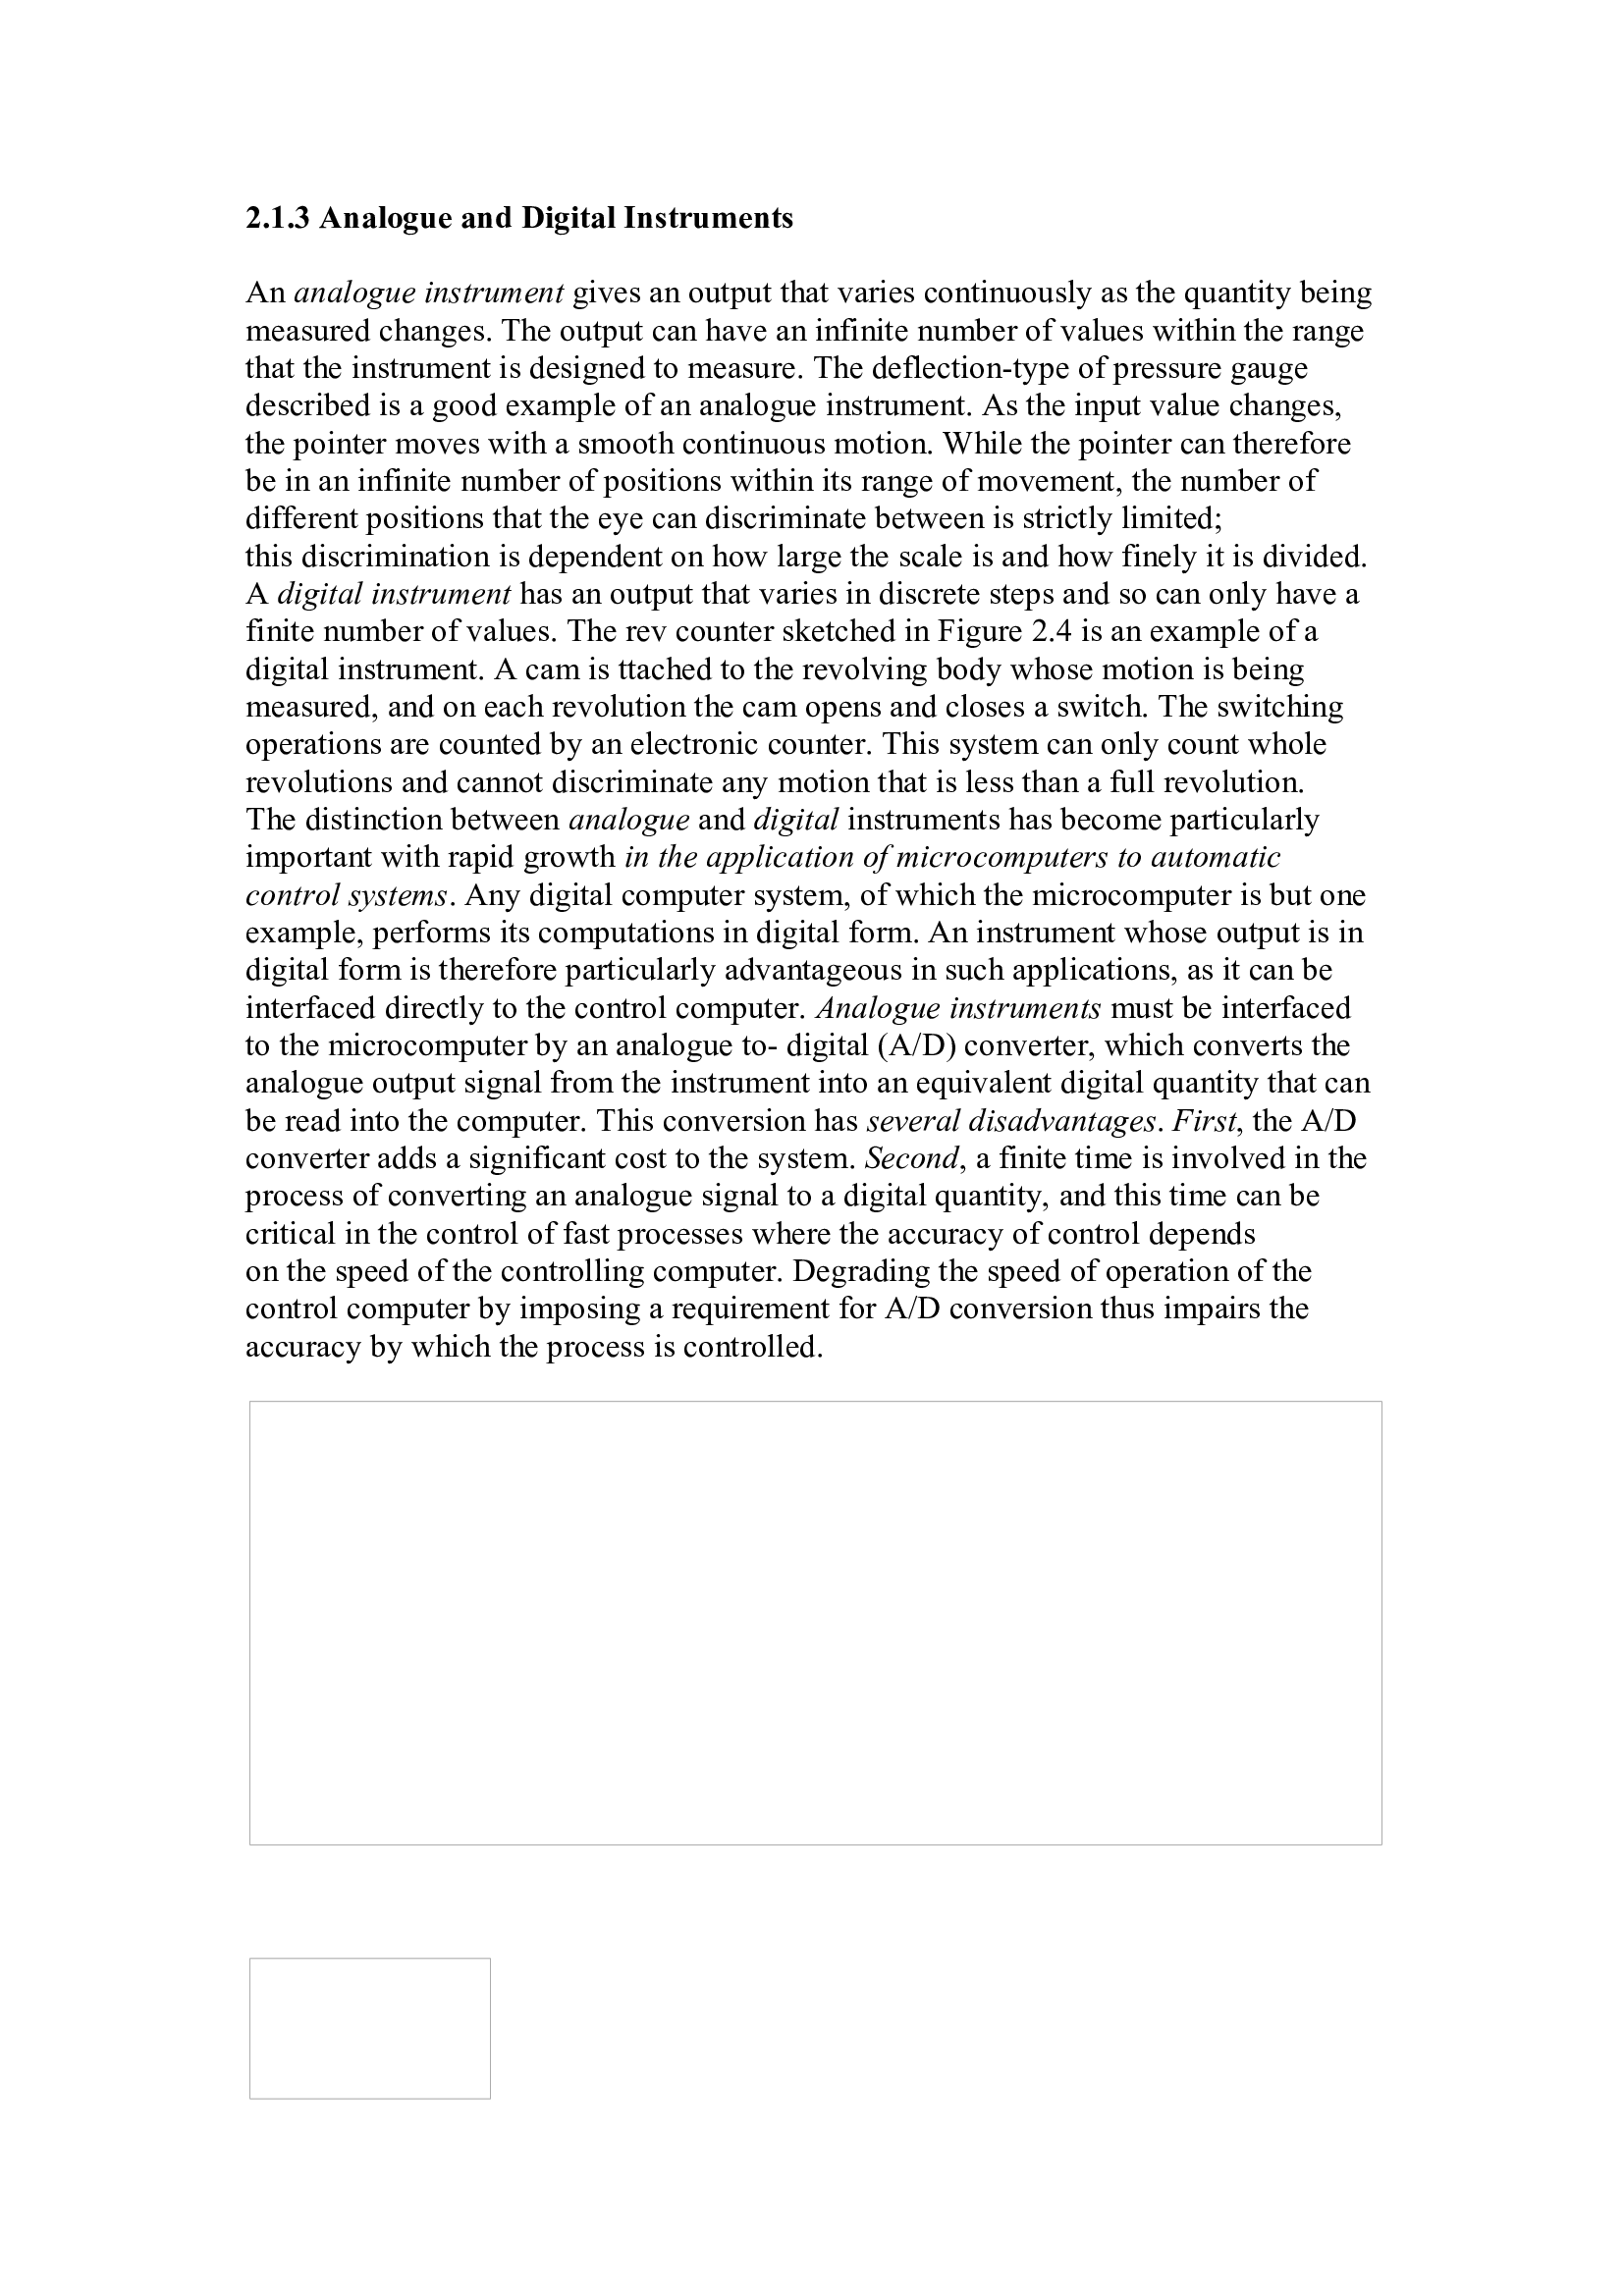 2.1.3 Analogue and Digital Instruments
An analogue instrument gives an output that varies continuously as the quantity being
measured changes. The output can have an infinite number of values within the range
that the instrument is designed to measure. The deflection-type of pressure gauge
described is a good example of an analogue instrument. As the input value changes,
the pointer moves with a smooth continuous motion. While the pointer can therefore
be in an infinite number of positions within its range of movement, the number of
different positions that the eye can discriminate between is strictly limited;
this discrimination is dependent on how large the scale is and how finely it is divided.
A digital instrument has an output that varies in discrete steps and so can only have a
finite number of values. The rev counter sketched in Figure 2.4 is an example of a
digital instrument. A cam is ttached to the revolving body whose motion is being
measured, and on each revolution the cam opens and closes a switch. The switching
operations are counted by an electronic counter. This system can only count whole
revolutions and cannot discriminate any motion that is less than a full revolution.
The distinction between analogue and digital instruments has become particularly
important with rapid growth in the application of microcomputers to automatic
control systems. Any digital computer system, of which the microcomputer is but one
example, performs its computations in digital form. An instrument whose output is in
digital form is therefore particularly advantageous in such applications, as it can be
interfaced directly to the control computer. Analogue instruments must be interfaced
to the microcomputer by an analogue to- digital (A/D) converter, which converts the
analogue output signal from the instrument into an equivalent digital quantity that can
be read into the computer. This conversion has several disadvantages. First, the A/D
converter adds a significant cost to the system. Second, a finite time is involved in the
process of converting an analogue signal to a digital quantity, and this time can be
critical in the control of fast processes where the accuracy of control depends
on the speed of the controlling computer. Degrading the speed of operation of the
control computer by imposing a requirement for A/D conversion thus impairs the
accuracy by which the process is controlled.